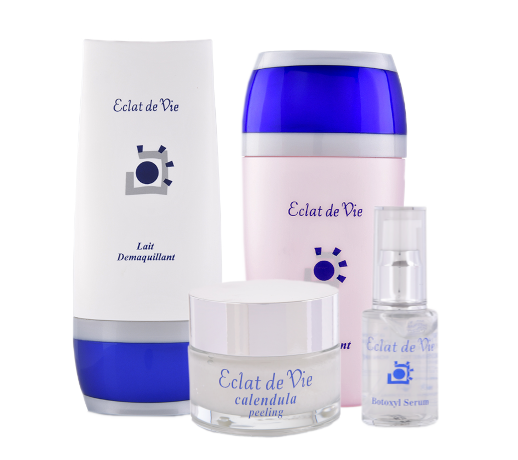 Eclat de Vie
Lait
Demaquillant
Eclat de Vie
Eclat de Vie
calendula
peeling
Eclat de Vie
Botoxyl Serum